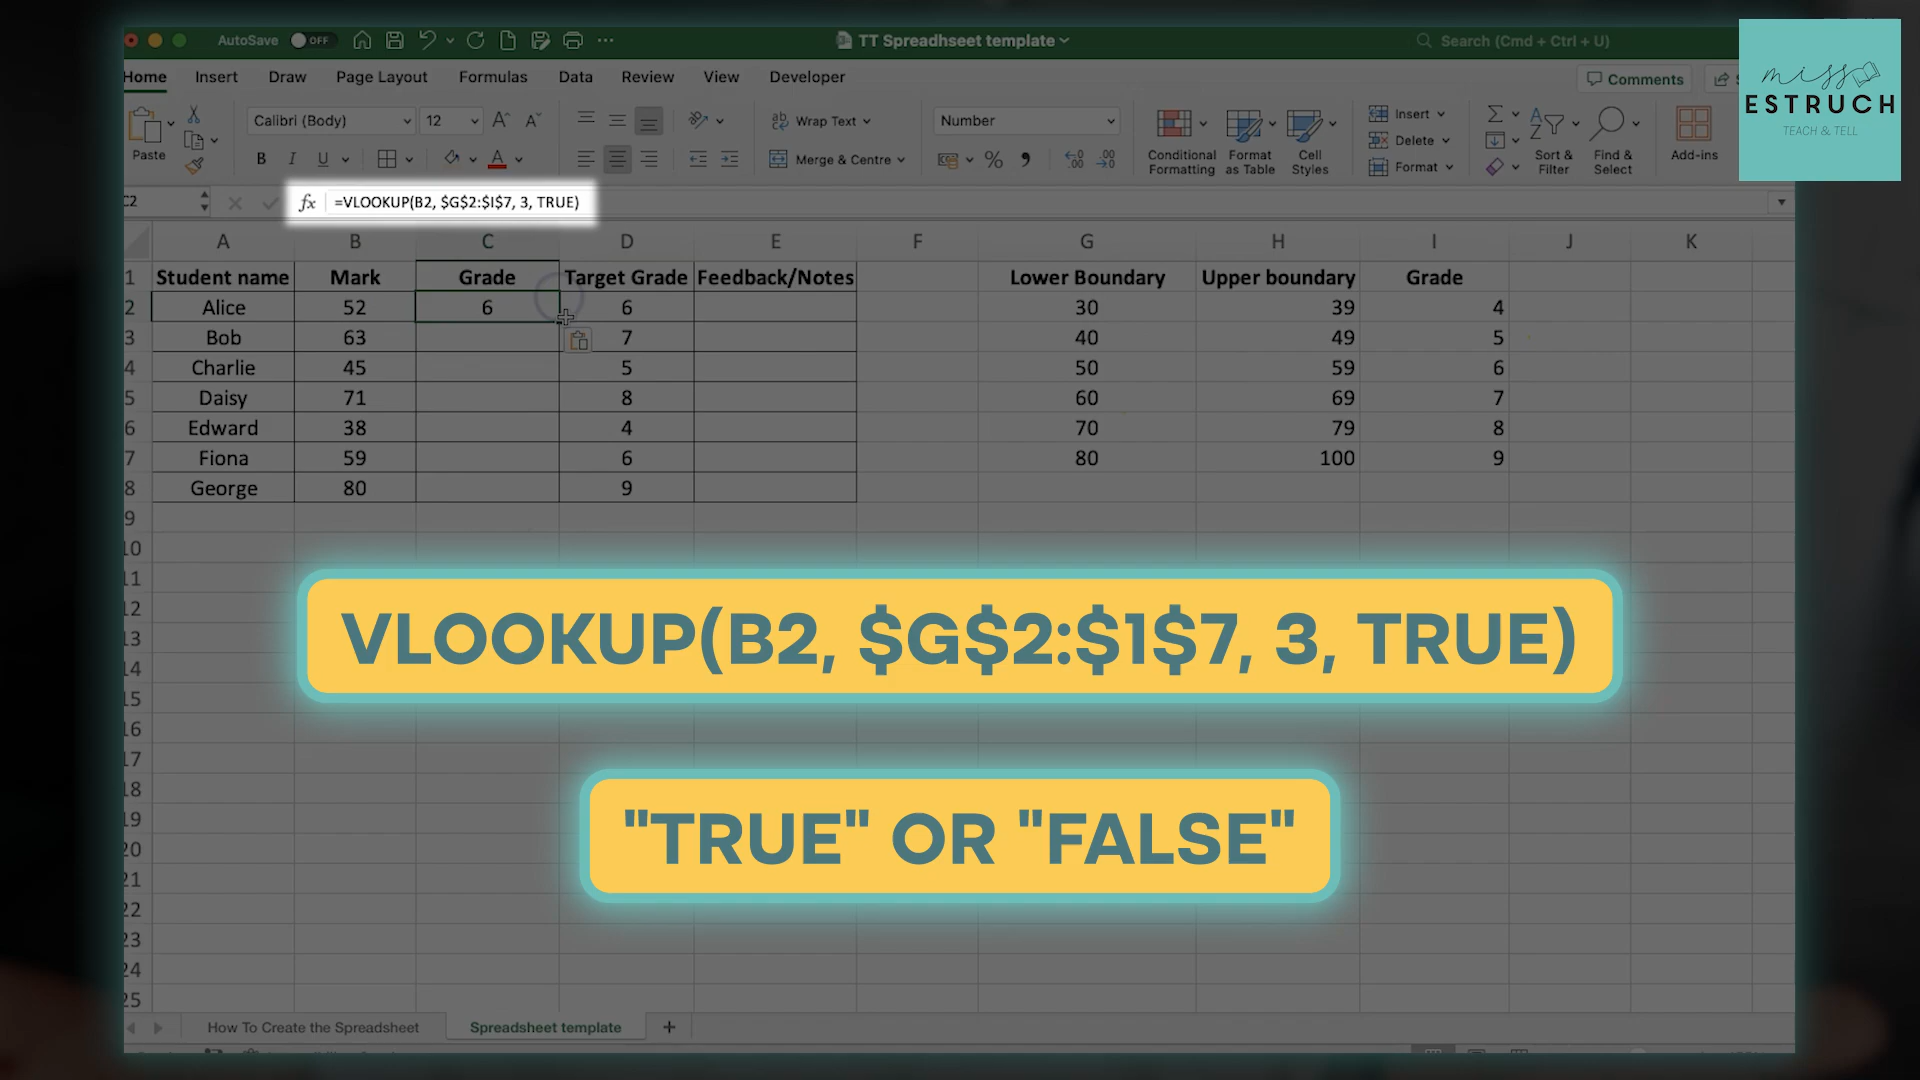 AutoSave OFF TT Spreadhseet template Search (Cmd + Ctrl + U)
miss
ESTRUCH
TEACH & TELL
Home Insert Draw Page Layout Formulas Data Review View Developer Comments
Calibri (Body) 12 Wrap Text Number Insert
Delete
Paste B I U A Merge & Centre % Conditional Formatting Format as Table Cell Styles Format Sort & Filter Find & Select Add-ins
C2 fx =VLOOKUP(B2, $G$2:$I$7, 3, TRUE)
A B C D E F G H I J K
1 Student name Mark Grade Target Grade Feedback/Notes Lower Boundary Upper boundary Grade
2 Alice 52 6 6 30 39 4
3 Bob 63 7 40 49 5
4 Charlie 45 5 50 59 6
5 Daisy 71 8 60 69 7
6 Edward 38 4 70 79 8
7 Fiona 59 6 80 100 9
8 George 80 9
9
10
11
12
13
14
15
16
17
18
19
20
21
22
23
24
25
VLOOKUP(B2, $G$2:$1$7, 3, TRUE)
"TRUE" OR "FALSE"
How To Create the Spreadsheet Spreadsheet template +